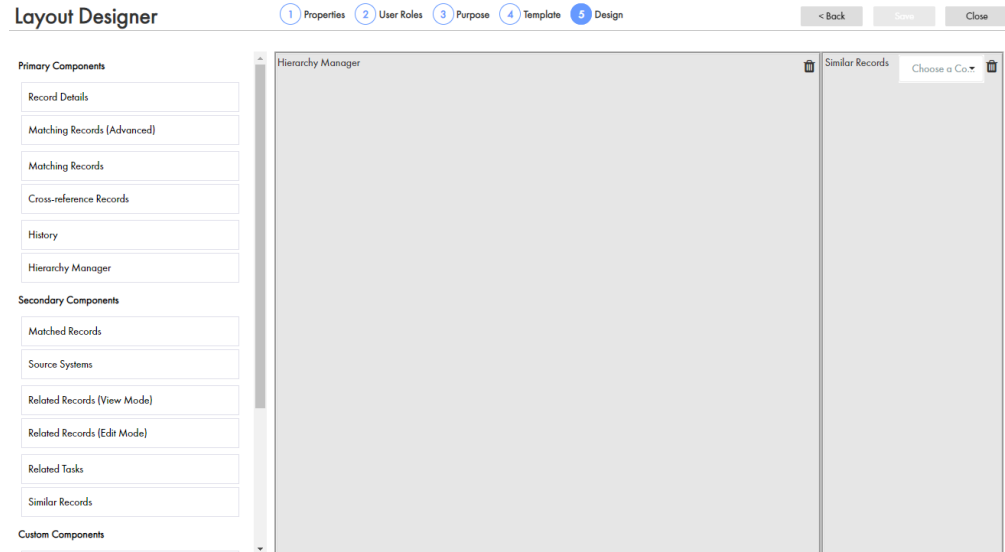 Layout Designer
1 Properties 2 User Roles 3 Purpose 4 Template 5 Design
< Back Save Close
Primary Components
Record Details
Matching Records (Advanced)
Matching Records
Cross-reference Records
History
Hierarchy Manager
Secondary Components
Matched Records
Source Systems
Related Records (View Mode)
Related Records (Edit Mode)
Related Tasks
Similar Records
Custom Components
Hierarchy Manager
Similar Records
Choose a Co...